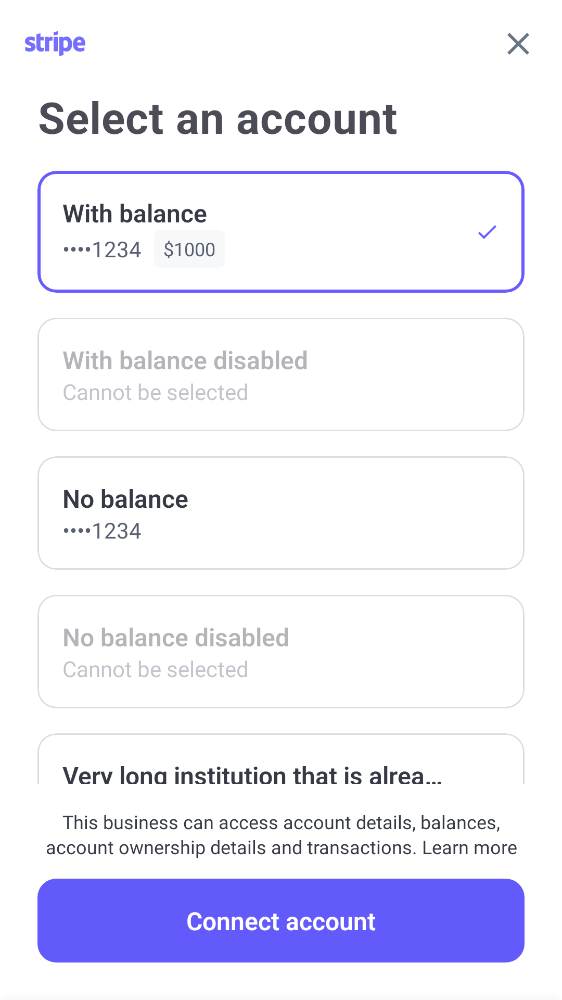 stripe
Select an account
With balance
••••1234 $1000
With balance disabled
Cannot be selected
No balance
••••1234
No balance disabled
Cannot be selected
Very long institution that is alrea…
This business can access account details, balances,
account ownership details and transactions. Learn more
Connect account